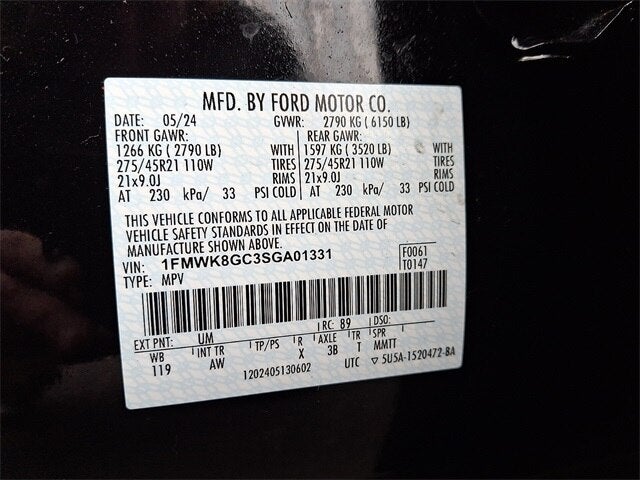 MFD. BY FORD MOTOR CO.
DATE: 05/24 GVWR: 2790 KG ( 6150 LB)
FRONT GAWR: REAR GAWR:
1266 KG ( 2790 LB) WITH 1597 KG ( 3520 LB) WITH
275/45R21 110W TIRES 275/45R21 110W TIRES
21x9.0J RIMS 21x9.0J RIMS
AT 230 kPa/ 33 PSI COLD AT 230 kPa/ 33 PSI COLD
THIS VEHICLE CONFORMS TO ALL APPLICABLE FEDERAL MOTOR
VEHICLE SAFETY STANDARDS IN EFFECT ON THE DATE OF
MANUFACTURE SHOWN ABOVE.
VIN: 1FMWK8GC3SGA01331 F0061
TYPE: MPV T0147
EXT PNT: UM RC: 89 DSO:
WB INT TR TP/PS R AXLE TR SPR
119 AW X 3B T MMTT
1202405130602 UTC ▽ 5U5A-1520472-BA